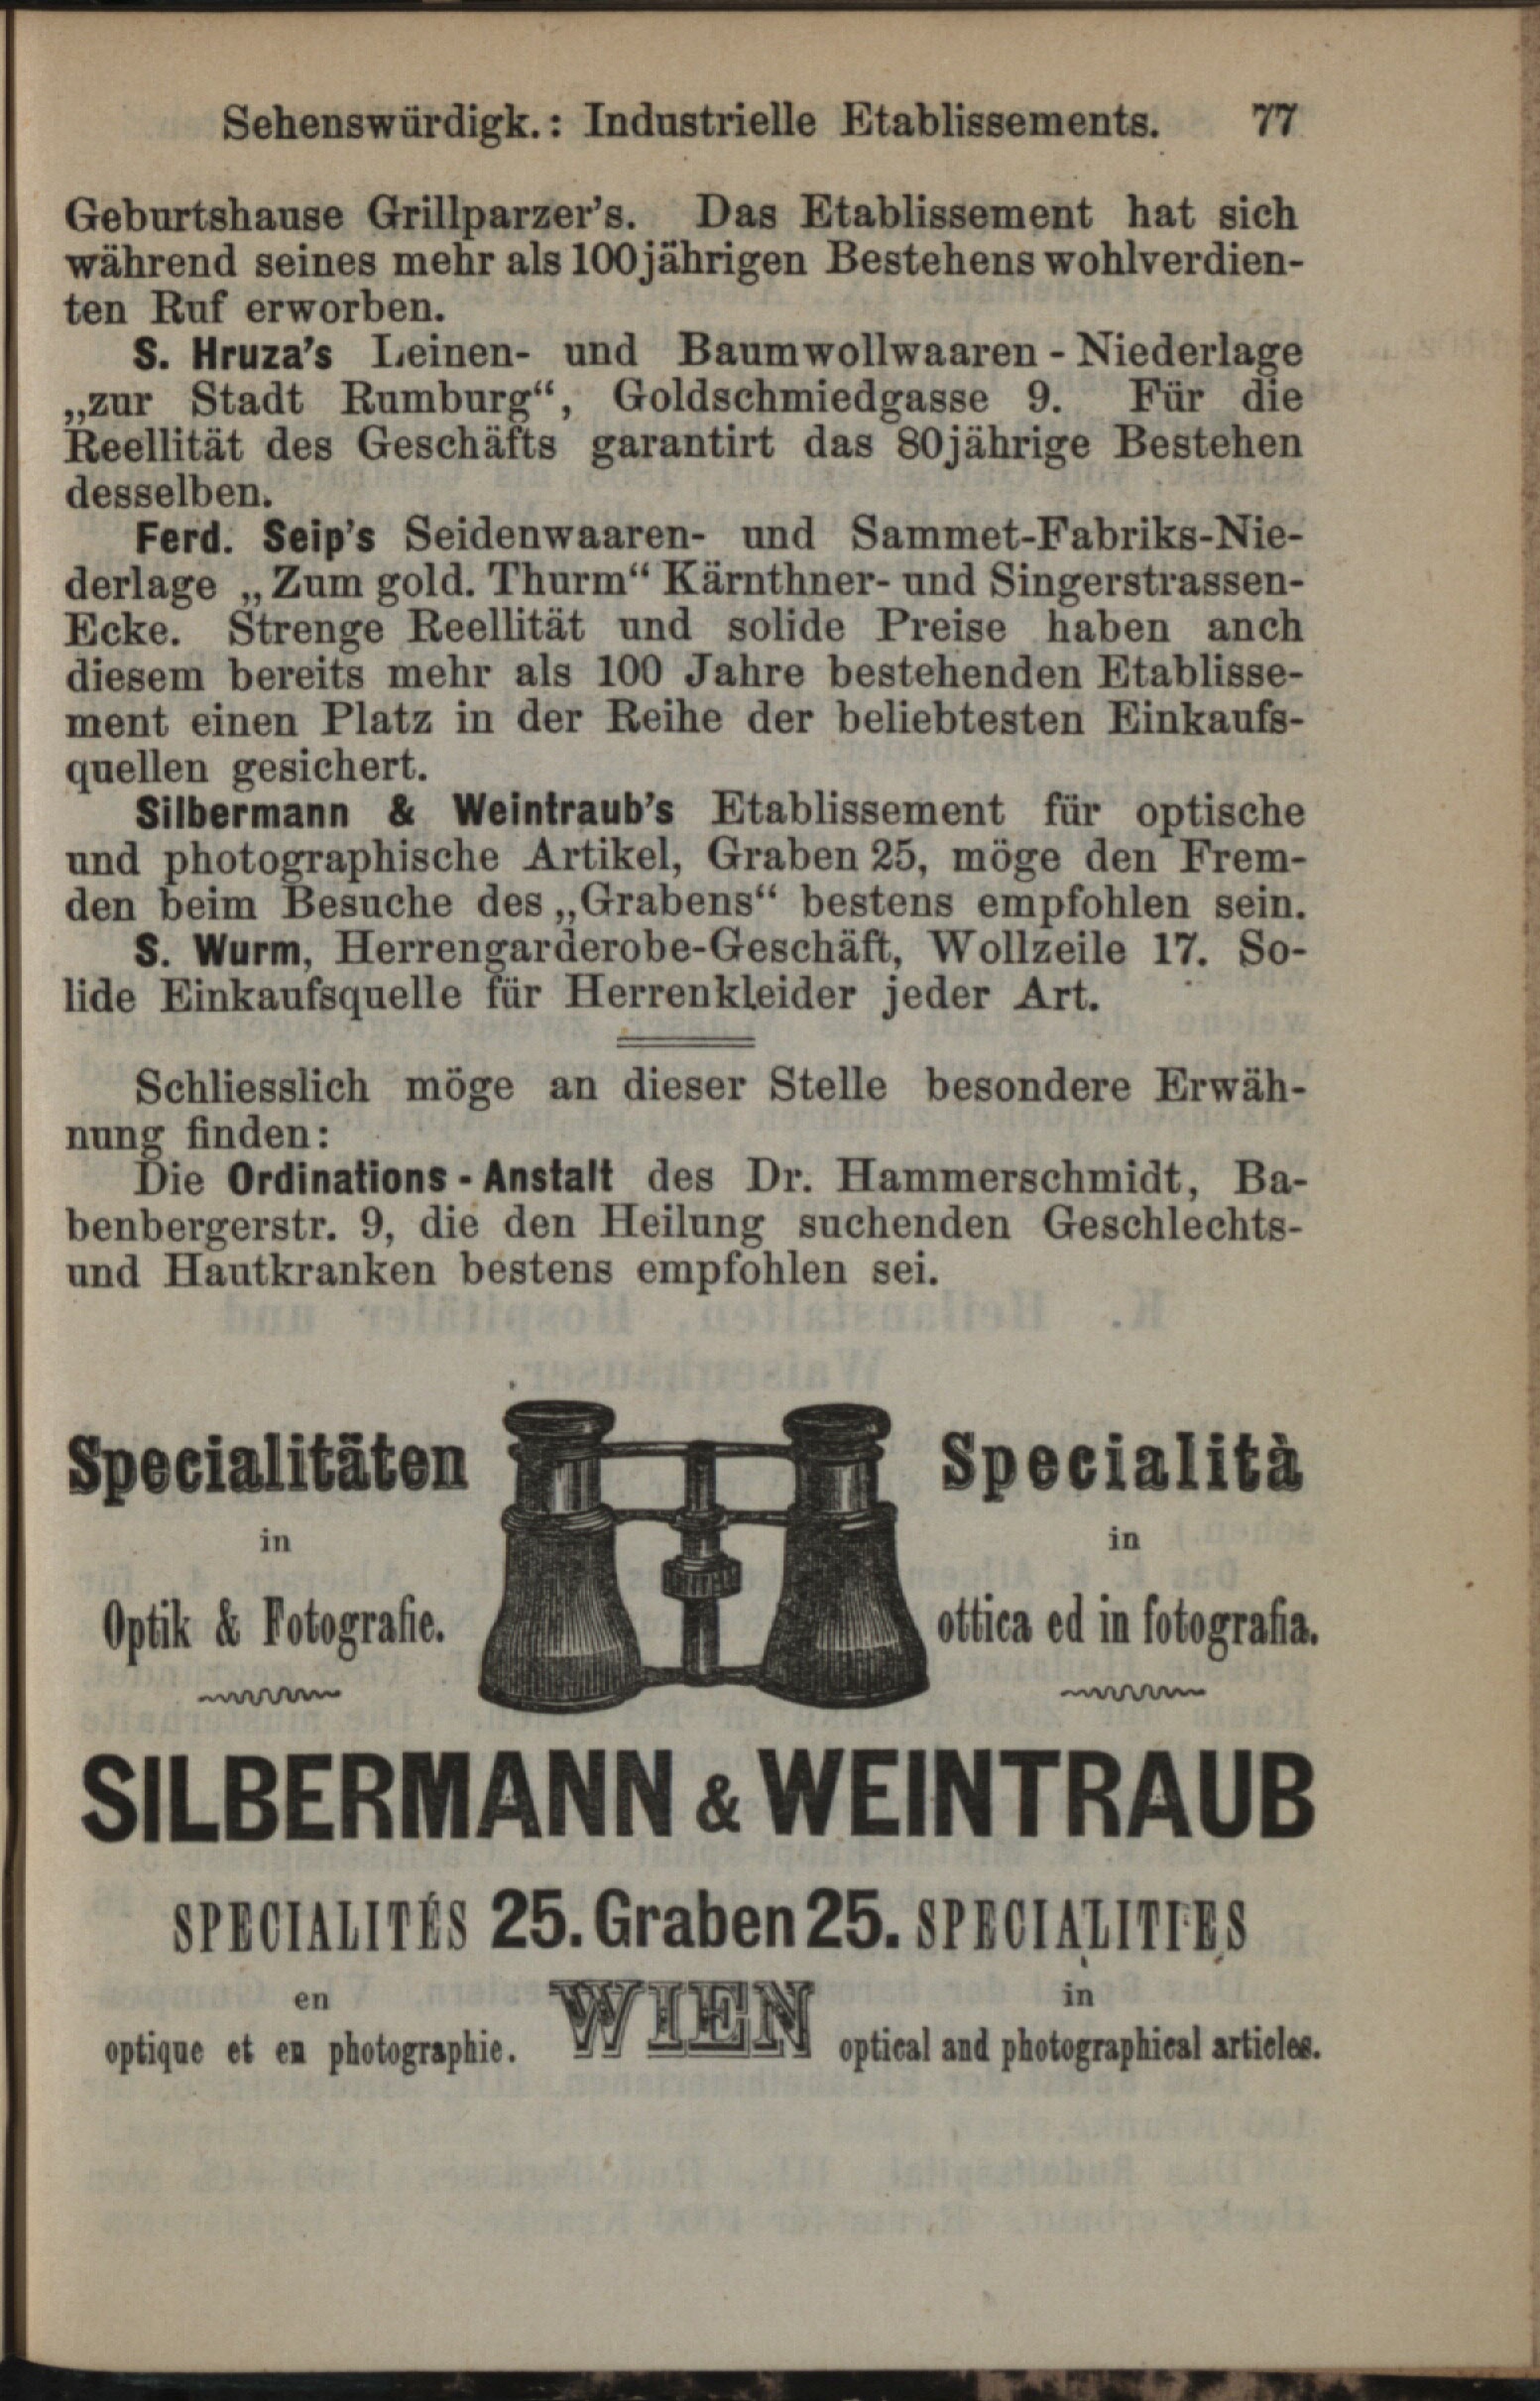 Sehenswürdigk.: Industrielle Etablissements. 77
Geburtshause Grillparzer's. Das Etablissement hat sich
während seines mehr als 100jährigen Bestehens wohlverdien-
ten Ruf erworben.
S. Hruza's Leinen- und Baumwollwaaren-Niederlage
„zur Stadt Rumburg“, Goldschmiedgasse 9. Für die
Reellität des Geschäfts garantirt das 80jährige Bestehen
desselben.
Ferd. Seip's Seidenwaaren- und Sammet-Fabriks-Nie-
derlage „Zum gold. Thurm“ Kärnthner- und Singerstrassen-
Ecke. Strenge Reellität und solide Preise haben anch
diesem bereits mehr als 100 Jahre bestehenden Etablisse-
ment einen Platz in der Reihe der beliebtesten Einkaufs-
quellen gesichert.
Silbermann & Weintraub's Etablissement für optische
und photographische Artikel, Graben 25, möge den Frem-
den beim Besuche des „Grabens“ bestens empfohlen sein.
S. Wurm, Herrengarderobe-Geschäft, Wollzeile 17. So-
lide Einkaufsquelle für Herrenkleider jeder Art.
Schliesslich möge an dieser Stelle besondere Erwäh-
nung finden:
Die Ordinations-Anstalt des Dr. Hammerschmidt, Ba-
benbergerstr. 9, die den Heilung suchenden Geschlechts-
und Hautkranken bestens empfohlen sei.
Specialitäten
in
Optik & Fotografie.
Specialità
in
ottica ed in fotografia.
SILBERMANN & WEINTRAUB
SPECIALITÉS 25. Graben 25. SPECIALITIES
en
optique et en photographie.
WIEN
in
optical and photographical articles.